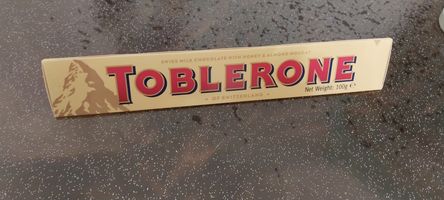 SWISS MILK CHOCOLATE WITH HONEY & ALMOND NOUGAT
TOBLERONE
OF SWITZERLAND
Net Weight: 100g ℮